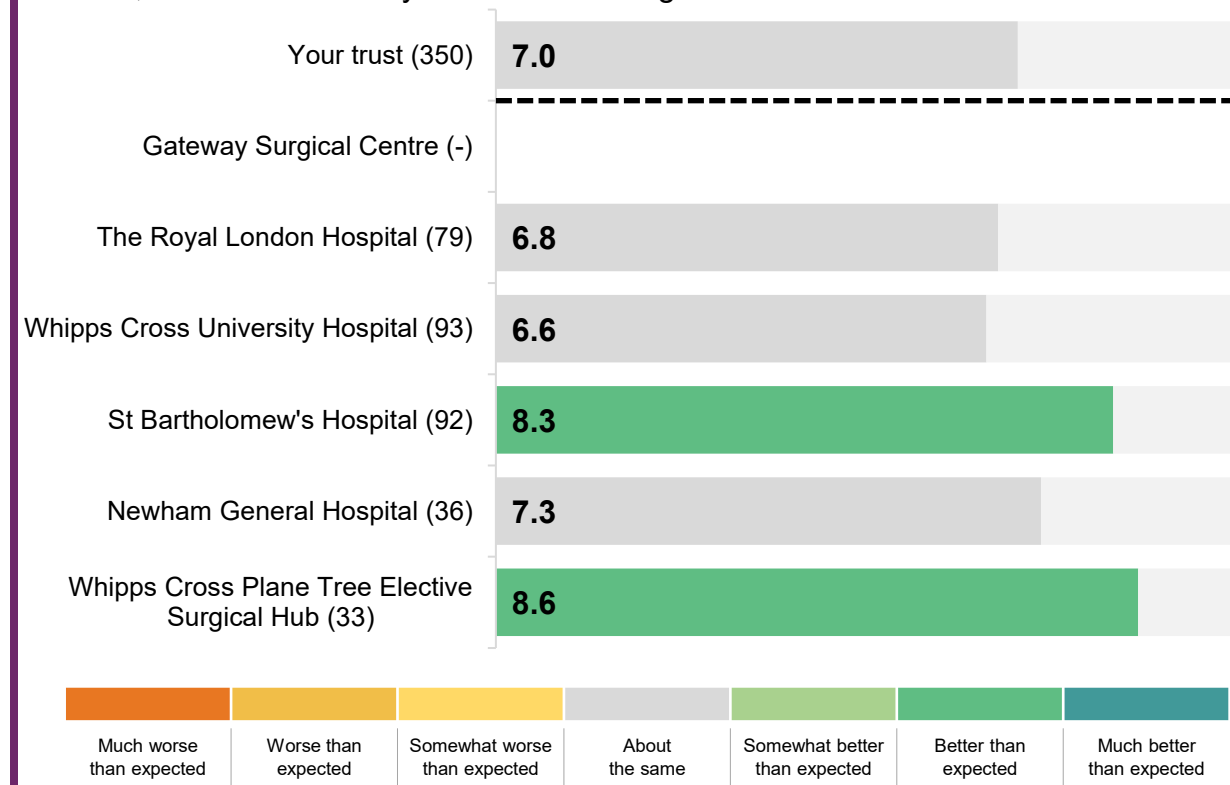 Your trust (350)
7.0
Gateway Surgical Centre (-)
The Royal London Hospital (79)
6.8
Whipps Cross University Hospital (93)
6.6
St Bartholomew's Hospital (92)
8.3
Newham General Hospital (36)
7.3
Whipps Cross Plane Tree Elective
Surgical Hub (33)
8.6
Much worse
than expected
Worse than
expected
Somewhat worse
than expected
About
the same
Somewhat better
than expected
Better than
expected
Much better
than expected